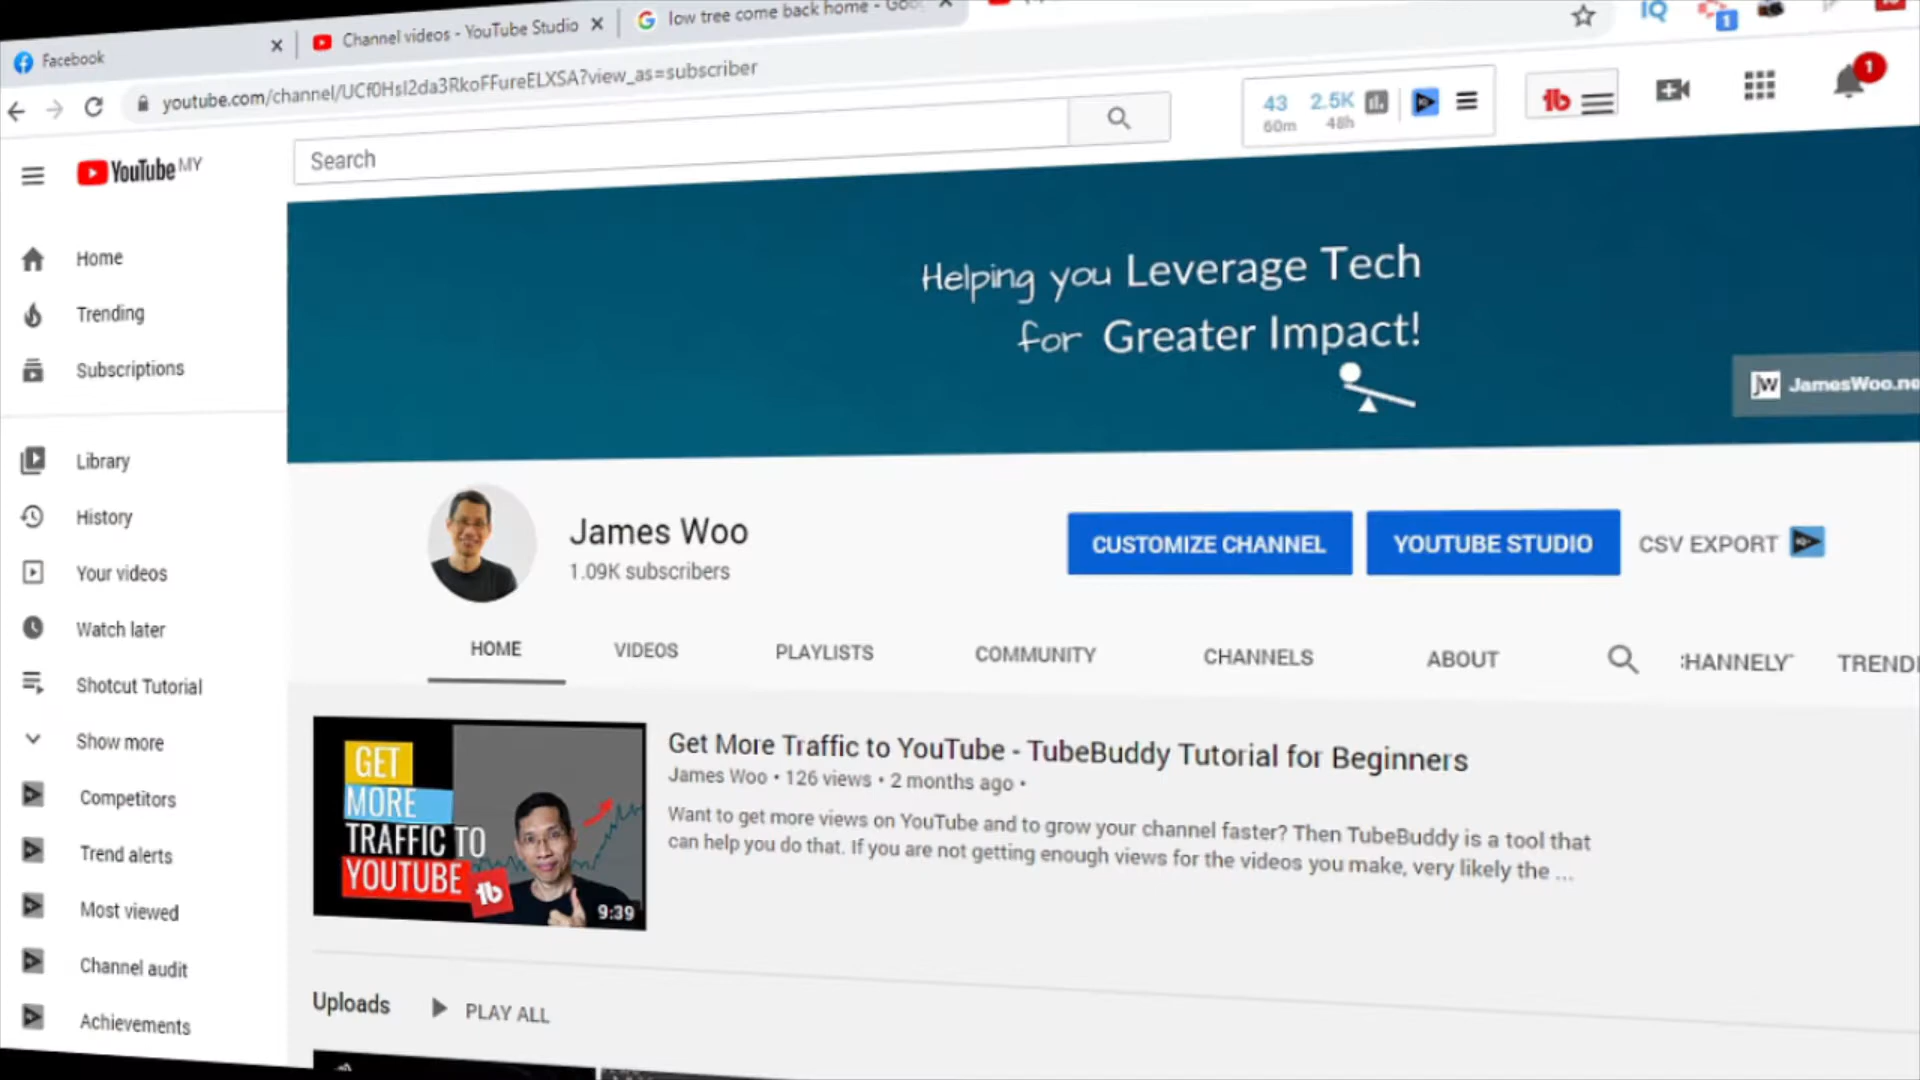 Facebook
Channel videos - YouTube Studio
low tree come back home - Goo
youtube.com/channel/UCf0HsI2da3RkoFFureELXSA?view_as=subscriber
IQ
1
1
YouTube MY
Search
43
60m
2.5K
48h
tb
Home
Trending
Subscriptions
Library
History
Your videos
Watch later
Shotcut Tutorial
Show more
Competitors
Trend alerts
Most viewed
Channel audit
Achievements
Helping you Leverage Tech
for Greater Impact!
JW JamesWoo.ne
James Woo
1.09K subscribers
CUSTOMIZE CHANNEL
YOUTUBE STUDIO
CSV EXPORT
HOME
VIDEOS
PLAYLISTS
COMMUNITY
CHANNELS
ABOUT
HANNELY
TRENDI
GET
MORE
TRAFFIC TO
YOUTUBE
tb
9:39
Get More Traffic to YouTube - TubeBuddy Tutorial for Beginners
James Woo • 126 views • 2 months ago •
Want to get more views on YouTube and to grow your channel faster? Then TubeBuddy is a tool that
can help you do that. If you are not getting enough views for the videos you make, very likely the ...
Uploads
PLAY ALL